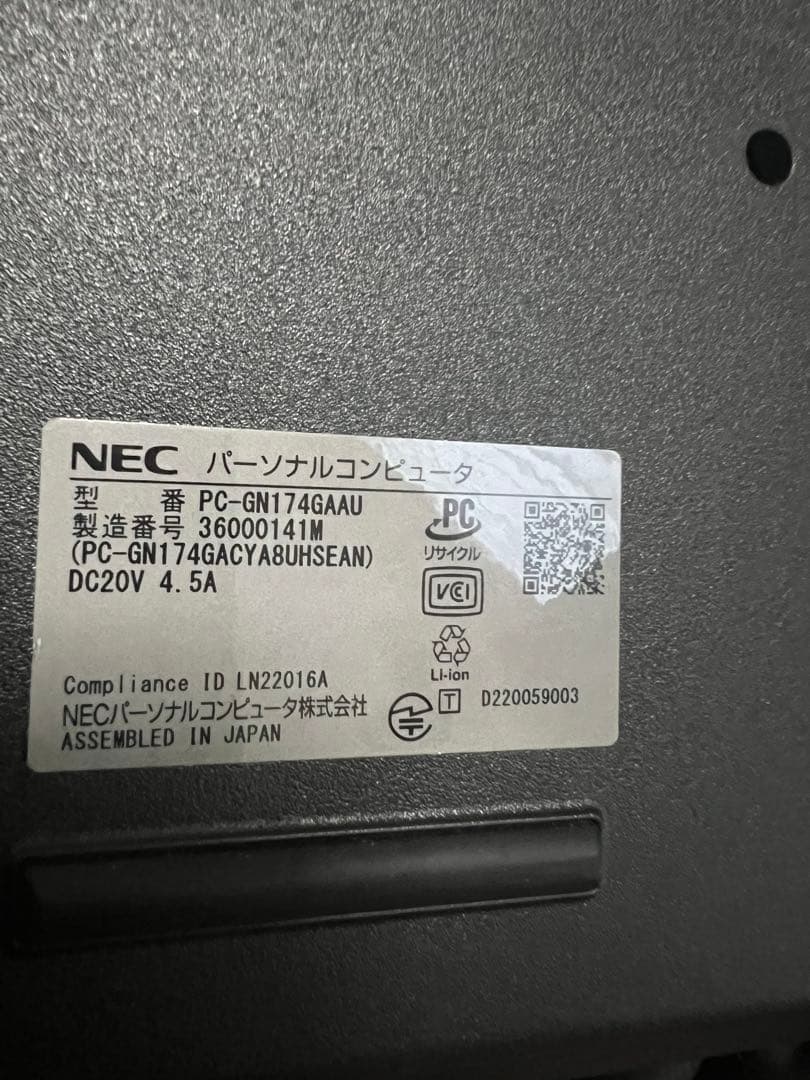 NEC パーソナルコンピュータ
型 番 PC-GN174GAAU
製造番号 36000141M
(PC-GN174GACYA8UHSEAN)
DC20V 4.5A
PC
リサイクル
VCI
Li-ion
Compliance ID LN22016A
NECパーソナルコンピュータ株式会社
ASSEMBLED IN JAPAN
T D220059003